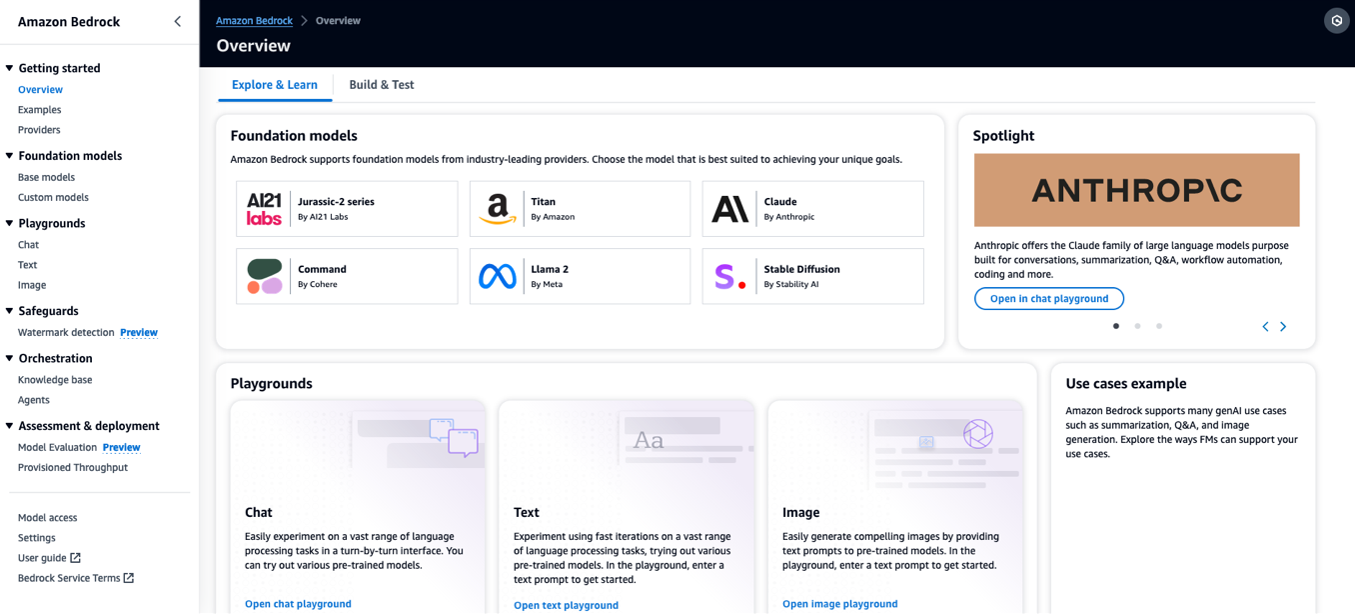 Amazon Bedrock
Getting started
Overview
Examples
Providers
Foundation models
Base models
Custom models
Playgrounds
Chat
Text
Image
Safeguards
Watermark detection Preview
Orchestration
Knowledge base
Agents
Assessment & deployment
Model Evaluation Preview
Provisioned Throughput
Model access
Settings
User guide
Bedrock Service Terms
Amazon Bedrock > Overview
Overview
Explore & Learn
Build & Test
Foundation models
Amazon Bedrock supports foundation models from industry-leading providers. Choose the model that is best suited to achieving your unique goals.
AI21
labs
Jurassic-2 series
By AI21 Labs
a
Titan
By Amazon
A\
Claude
By Anthropic
Command
By Cohere
Llama 2
By Meta
S.
Stable Diffusion
By Stability AI
Spotlight
ANTHROP\C
Anthropic offers the Claude family of large language models purpose
built for conversations, summarization, Q&A, workflow automation,
coding and more.
Open in chat playground
Playgrounds
Chat
Easily experiment on a vast range of language
processing tasks in a turn-by-turn interface. You
can try out various pre-trained models.
Open chat playground
Aa
Text
Experiment using fast iterations on a vast range
of language processing tasks, trying out various
pre-trained models. In the playground, enter a
text prompt to get started.
Open text playground
Image
Easily generate compelling images by providing
text prompts to pre-trained models. In the
playground, enter a text prompt to get started.
Open image playground
Use cases example
Amazon Bedrock supports many genAI use cases
such as summarization, Q&A, and image
generation. Explore the ways FMs can support your
use cases.